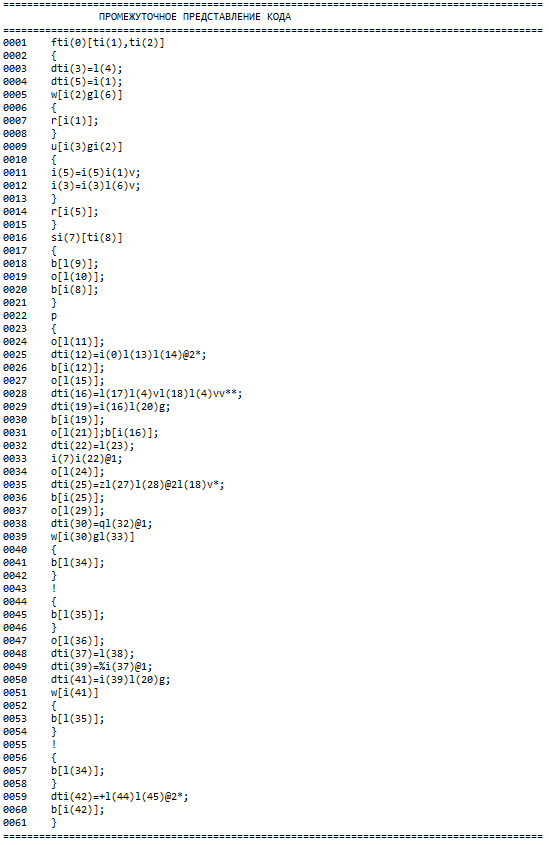 ==========================================================================================
ПРОМЕЖУТОЧНОЕ ПРЕДСТАВЛЕНИЕ КОДА
==========================================================================================
0001 fti(0)[ti(1),ti(2)]
0002 {
0003 dti(3)=l(4);
0004 dti(5)=i(1);
0005 w[i(2)gl(6)]
0006 {
0007 r[i(1)];
0008 }
0009 u[i(3)gi(2)]
0010 {
0011 i(5)=i(5)i(1)v;
0012 i(3)=i(3)l(6)v;
0013 }
0014 r[i(5)];
0015 }
0016 si(7)[ti(8)]
0017 {
0018 b[l(9)];
0019 o[l(10)];
0020 b[i(8)];
0021 }
0022 p
0023 {
0024 o[l(11)];
0025 dti(12)=i(0)l(13)l(14)@2*;
0026 b[i(12)];
0027 o[l(15)];
0028 dti(16)=l(17)l(4)vl(18)l(4)vv**;
0029 dti(19)=i(16)l(20)g;
0030 b[i(19)];
0031 o[l(21)];b[i(16)];
0032 dti(22)=l(23);
0033 i(7)i(22)@1;
0034 o[l(24)];
0035 dti(25)=zl(27)l(28)@2l(18)v*;
0036 b[i(25)];
0037 o[l(29)];
0038 dti(30)=ql(32)@1;
0039 w[i(30)gl(33)]
0040 {
0041 b[l(34)];
0042 }
0043 !
0044 {
0045 b[l(35)];
0046 }
0047 o[l(36)];
0048 dti(37)=l(38);
0049 dti(39)=%i(37)@1;
0050 dti(41)=i(39)l(20)g;
0051 w[i(41)]
0052 {
0053 b[l(35)];
0054 }
0055 !
0056 {
0057 b[l(34)];
0058 }
0059 dti(42)=+l(44)l(45)@2*;
0060 b[i(42)];
0061 }
==========================================================================================